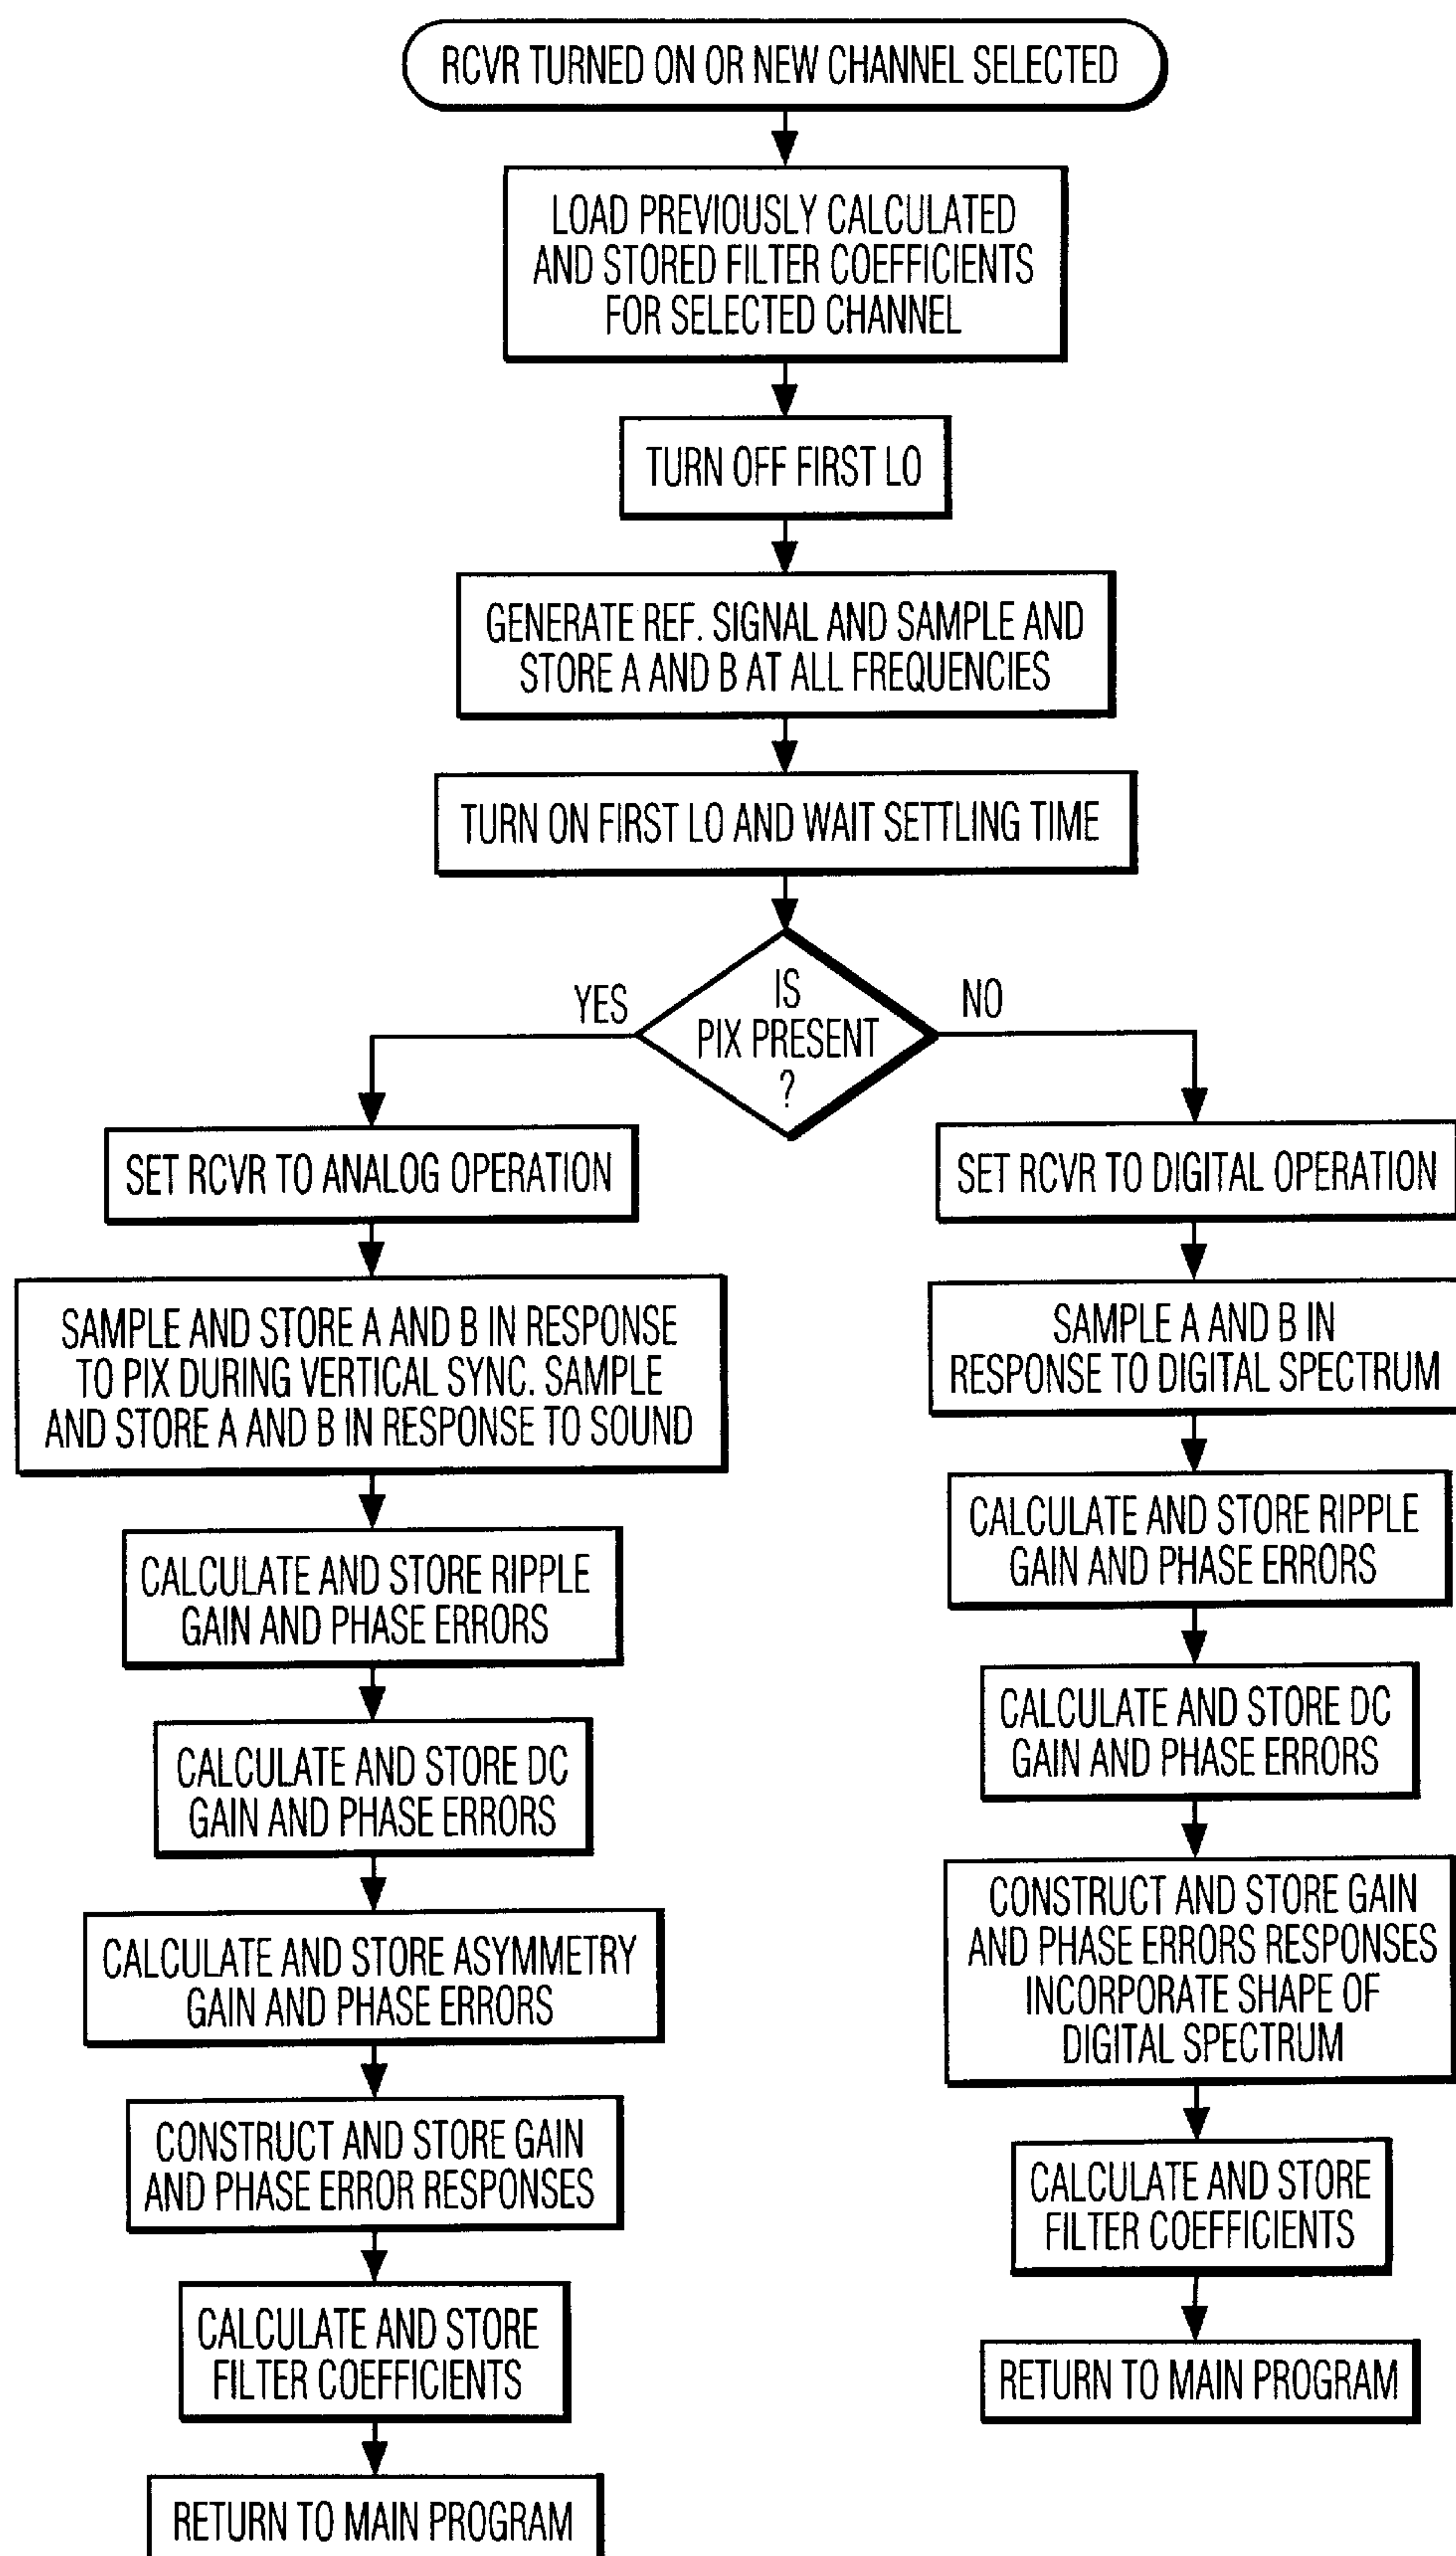 RCVR TURNED ON OR NEW CHANNEL SELECTED
LOAD PREVIOUSLY CALCULATED
AND STORED FILTER COEFFICIENTS
FOR SELECTED CHANNEL
TURN OFF FIRST LO
GENERATE REF. SIGNAL AND SAMPLE AND
STORE A AND B AT ALL FREQUENCIES
TURN ON FIRST LO AND WAIT SETTLING TIME
IS
PIX PRESENT
?
YES
NO
SET RCVR TO ANALOG OPERATION
SAMPLE AND STORE A AND B IN RESPONSE
TO PIX DURING VERTICAL SYNC. SAMPLE
AND STORE A AND B IN RESPONSE TO SOUND
CALCULATE AND STORE RIPPLE
GAIN AND PHASE ERRORS
CALCULATE AND STORE DC
GAIN AND PHASE ERRORS
CALCULATE AND STORE ASYMMETRY
GAIN AND PHASE ERRORS
CONSTRUCT AND STORE GAIN
AND PHASE ERROR RESPONSES
CALCULATE AND STORE
FILTER COEFFICIENTS
RETURN TO MAIN PROGRAM
SET RCVR TO DIGITAL OPERATION
SAMPLE A AND B IN
RESPONSE TO DIGITAL SPECTRUM
CALCULATE AND STORE RIPPLE
GAIN AND PHASE ERRORS
CALCULATE AND STORE DC
GAIN AND PHASE ERRORS
CONSTRUCT AND STORE GAIN
AND PHASE ERRORS RESPONSES
INCORPORATE SHAPE OF
DIGITAL SPECTRUM
CALCULATE AND STORE
FILTER COEFFICIENTS
RETURN TO MAIN PROGRAM